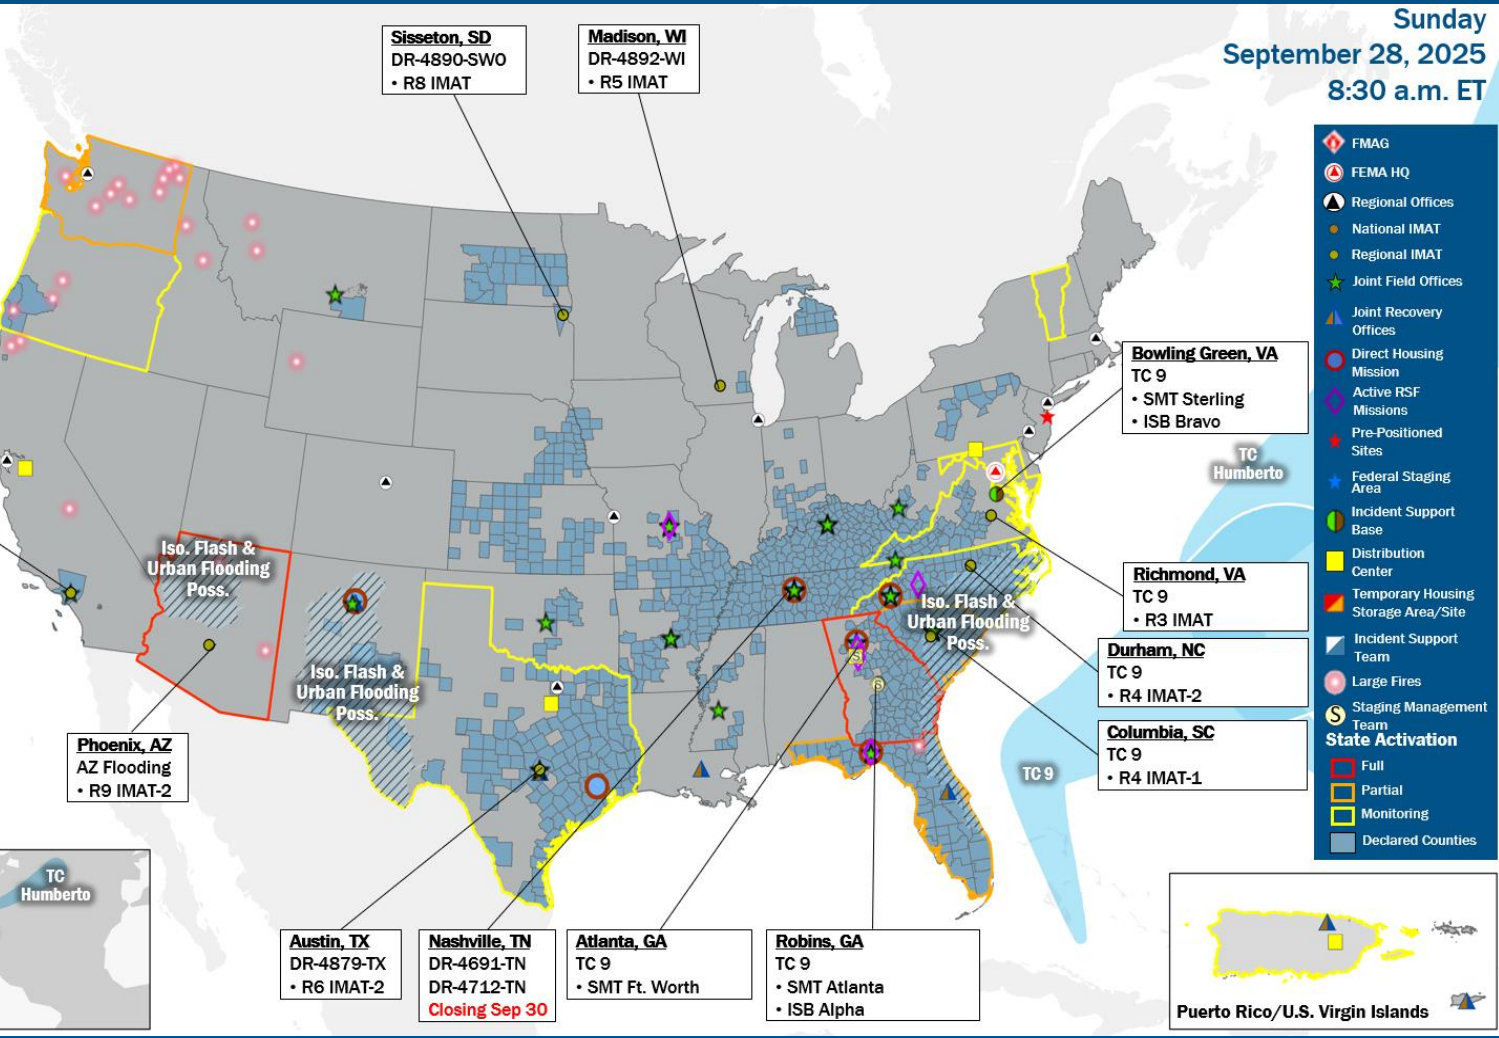 Sunday
September 28, 2025
8:30 a.m. ET
Sisseton, SD
DR-4890-SWO
• R8 IMAT
Madison, WI
DR-4892-WI
• R5 IMAT
FMAG
FEMA HQ
Regional Offices
National IMAT
Regional IMAT
Joint Field Offices
Joint Recovery
Offices
Direct Housing
Mission
Active RSF
Missions
Pre-Positioned
Sites
Federal Staging
Area
Incident Support
Base
Distribution
Center
Temporary Housing
Storage Area/Site
Incident Support
Team
Large Fires
S
Staging Management
Team
State Activation
Full
Partial
Monitoring
Declared Counties
Bowling Green, VA
TC 9
• SMT Sterling
• ISB Bravo
TC
Humberto
Iso. Flash &
Urban Flooding
Poss.
Richmond, VA
TC 9
• R3 IMAT
Iso. Flash &
Urban Flooding
Poss.
Durham, NC
TC 9
• R4 IMAT-2
S
S
Iso. Flash &
Urban Flooding
Poss.
Columbia, SC
TC 9
• R4 IMAT-1
Phoenix, AZ
AZ Flooding
• R9 IMAT-2
TC 9
TC
Humberto
Austin, TX
DR-4879-TX
• R6 IMAT-2
Nashville, TN
DR-4691-TN
DR-4712-TN
Closing Sep 30
Atlanta, GA
TC 9
• SMT Ft. Worth
Robins, GA
TC 9
• SMT Atlanta
• ISB Alpha
Puerto Rico/U.S. Virgin Islands